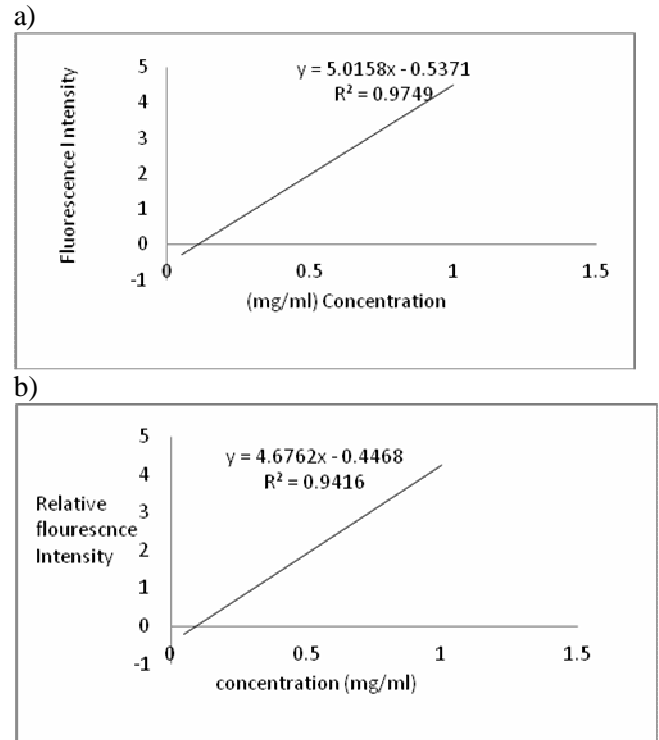 a)
y = 5.0158x - 0.5371
R² = 0.9749
Fluorescence Intensity
5
4
3
2
1
0
-1
0 0.5 1 1.5
(mg/ml) Concentration
b)
y = 4.6762x - 0.4468
R² = 0.9416
Relative
flourescnce
Intensity
5
4
3
2
1
0
-1
0 0.5 1 1.5
concentration (mg/ml)